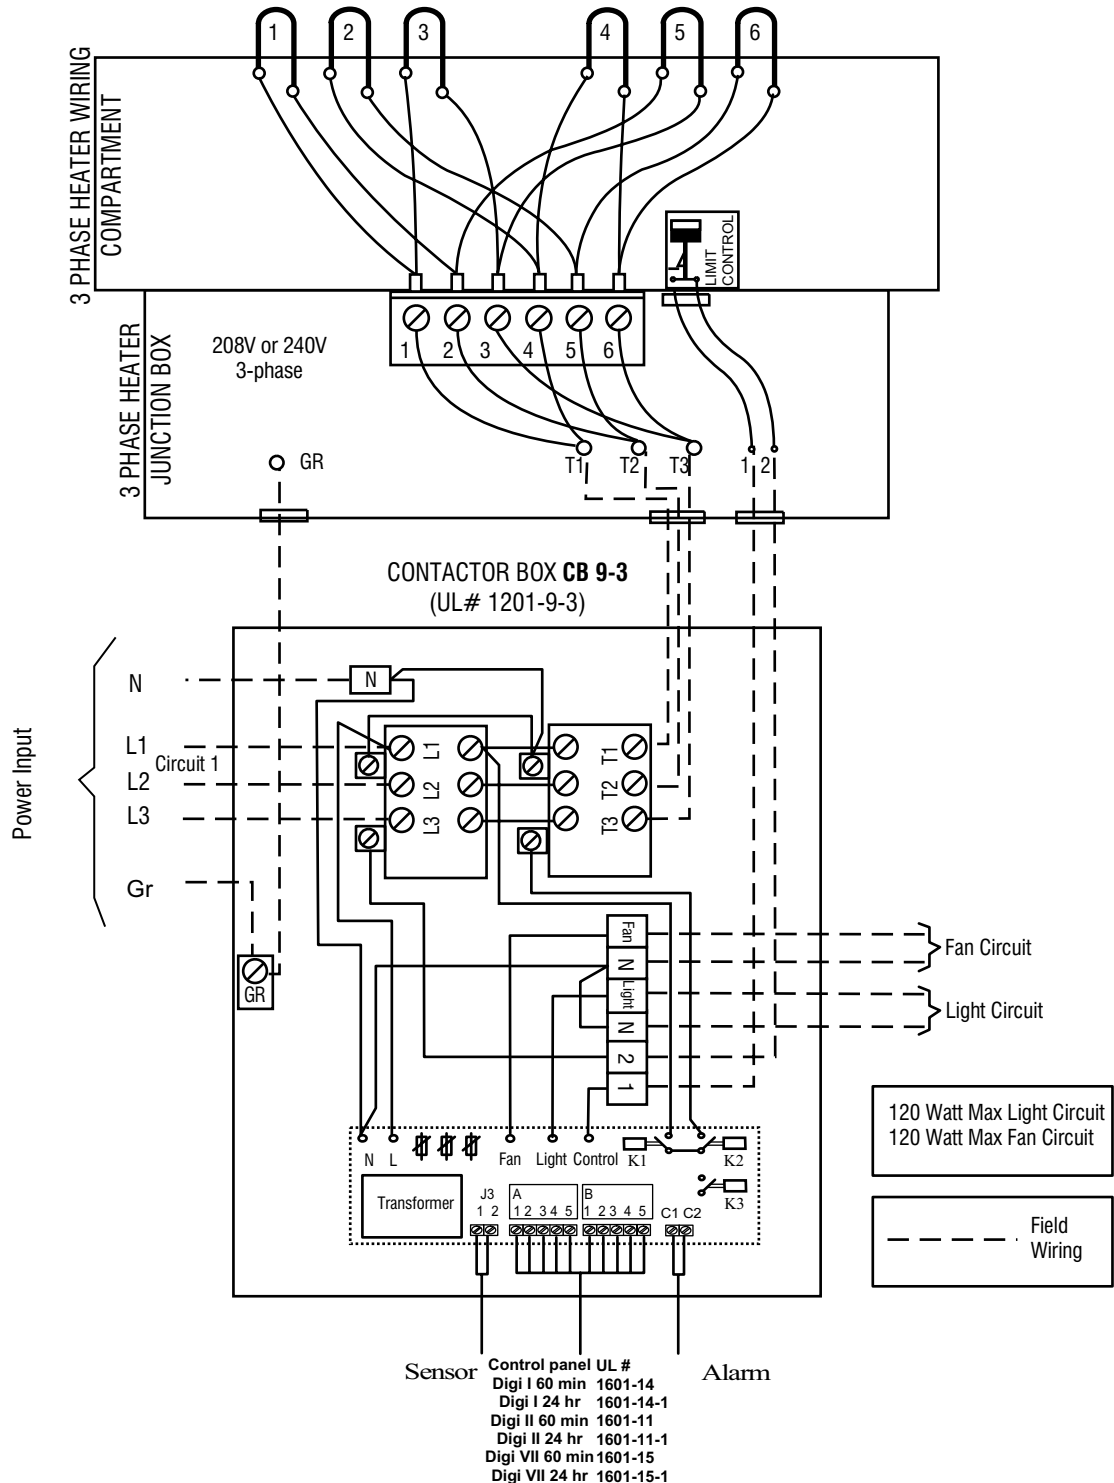 1 2 3 4 5 6
3 PHASE HEATER WIRING
COMPARTMENT
LIMIT
CONTROL
3 PHASE HEATER
JUNCTION BOX
208V or 240V
3-phase
1 2 3 4 5 6
GR
T1 T2 T3 1 2
CONTACTOR BOX CB 9-3
(UL# 1201-9-3)
Power Input
N
N
L1
Circuit 1
L2
L3
Gr
L1
L2
L3
T1
T2
T3
GR
Fan
N
Light
N
2
1
Fan Circuit
Light Circuit
120 Watt Max Light Circuit
120 Watt Max Fan Circuit
Field
Wiring
N L Fan Light Control K1 K2
K3
Transformer
J3
1 2
A
1 2 3 4 5
B
1 2 3 4 5
C1 C2
Sensor
Alarm
Control panel UL #
Digi I 60 min 1601-14
Digi I 24 hr 1601-14-1
Digi II 60 min 1601-11
Digi II 24 hr 1601-11-1
Digi VII 60 min 1601-15
Digi VII 24 hr 1601-15-1